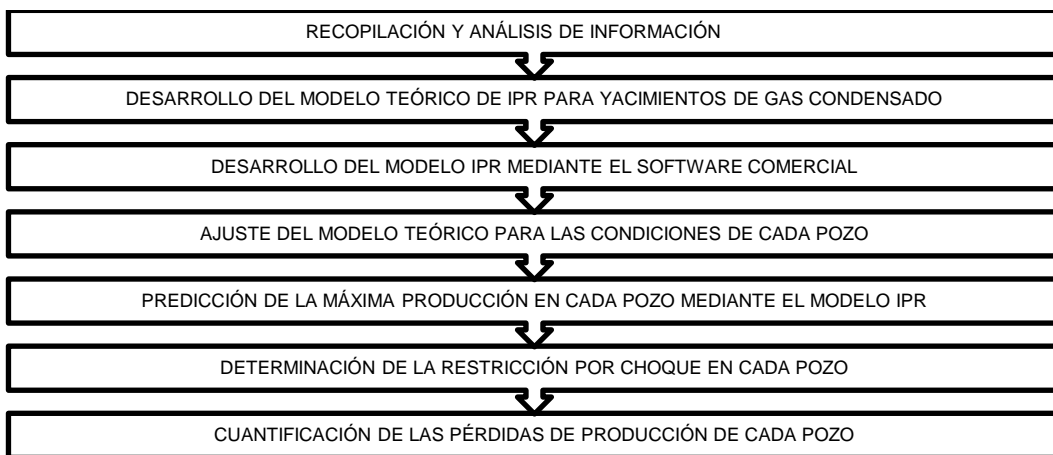 RECOPILACIÓN Y ANÁLISIS DE INFORMACIÓN
DESARROLLO DEL MODELO TEÓRICO DE IPR PARA YACIMIENTOS DE GAS CONDENSADO
DESARROLLO DEL MODELO IPR MEDIANTE EL SOFTWARE COMERCIAL
AJUSTE DEL MODELO TEÓRICO PARA LAS CONDICIONES DE CADA POZO
PREDICCIÓN DE LA MÁXIMA PRODUCCIÓN EN CADA POZO MEDIANTE EL MODELO IPR
DETERMINACIÓN DE LA RESTRICCIÓN POR CHOQUE EN CADA POZO
CUANTIFICACIÓN DE LAS PÉRDIDAS DE PRODUCCIÓN DE CADA POZO